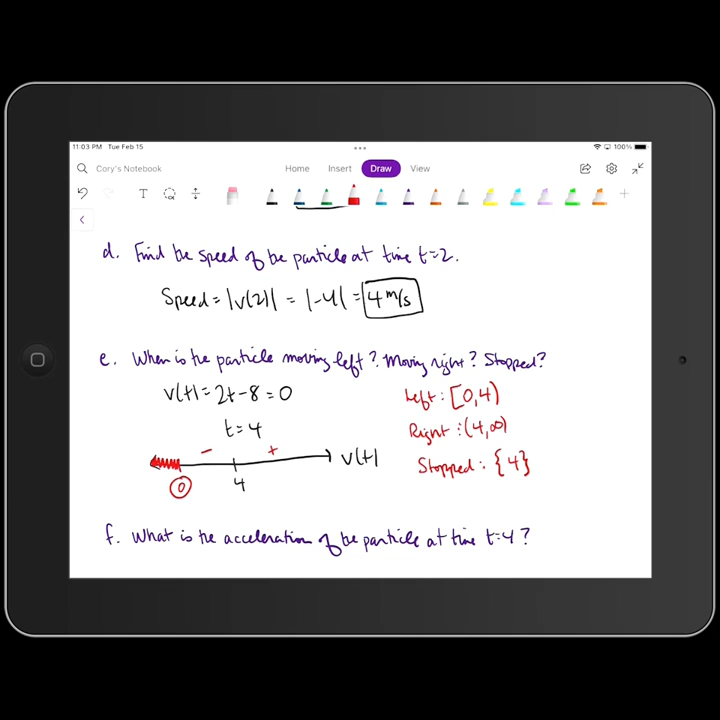 11:03 PM Tue Feb 15
100%
Cory's Notebook
Home Insert Draw View
T
d. Find the speed of the particle at time t=2.
Speed = |v(2)| = |-4| = 4 m/s
e. When is the particle moving left? Moving right? Stopped?
v(t) = 2t - 8 = 0
t = 4
Left: [0,4)
Right: (4,∞)
Stopped: {4}
- +
v(t)
0 4
f. What is the acceleration of the particle at time t=4?